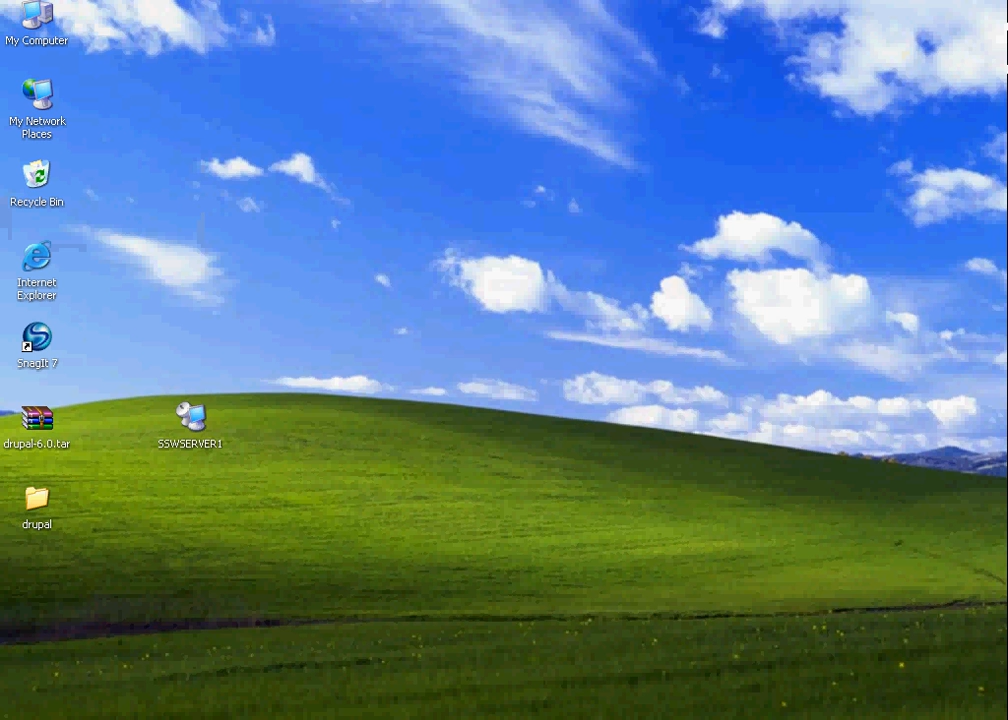 My Computer
My Network
Places
Recycle Bin
Internet
Explorer
SnagIt 7
drupal-6.0.tar
SSWSERVER1
drupal